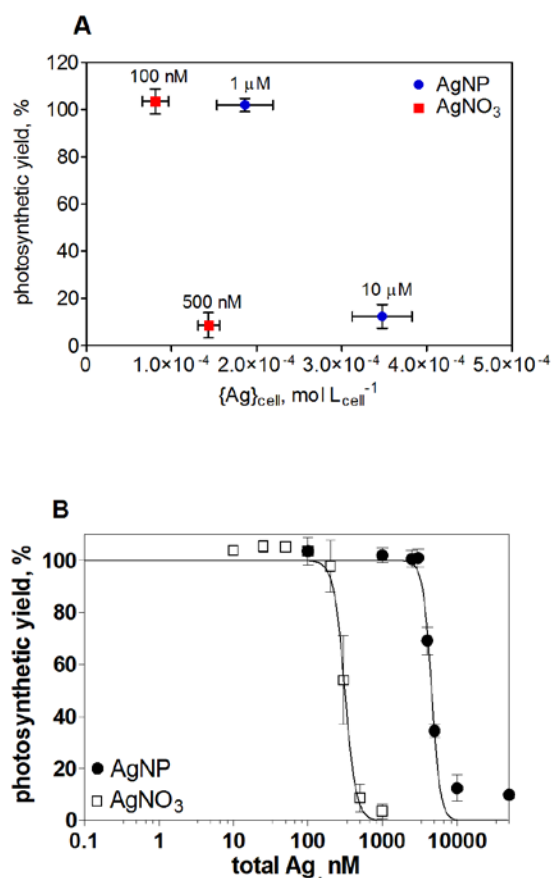 A
120
100
80
60
40
20
0
photosynthetic yield, %
100 nM
1 μM
AgNP
AgNO₃
500 nM
10 μM
0 1.0×10⁻⁴ 2.0×10⁻⁴ 3.0×10⁻⁴ 4.0×10⁻⁴ 5.0×10⁻⁴
{Ag}cell, mol Lcell⁻¹
B
100
80
60
40
20
0
photosynthetic yield, %
AgNP
AgNO₃
0.1 1 10 100 1000 10000
total Ag, nM